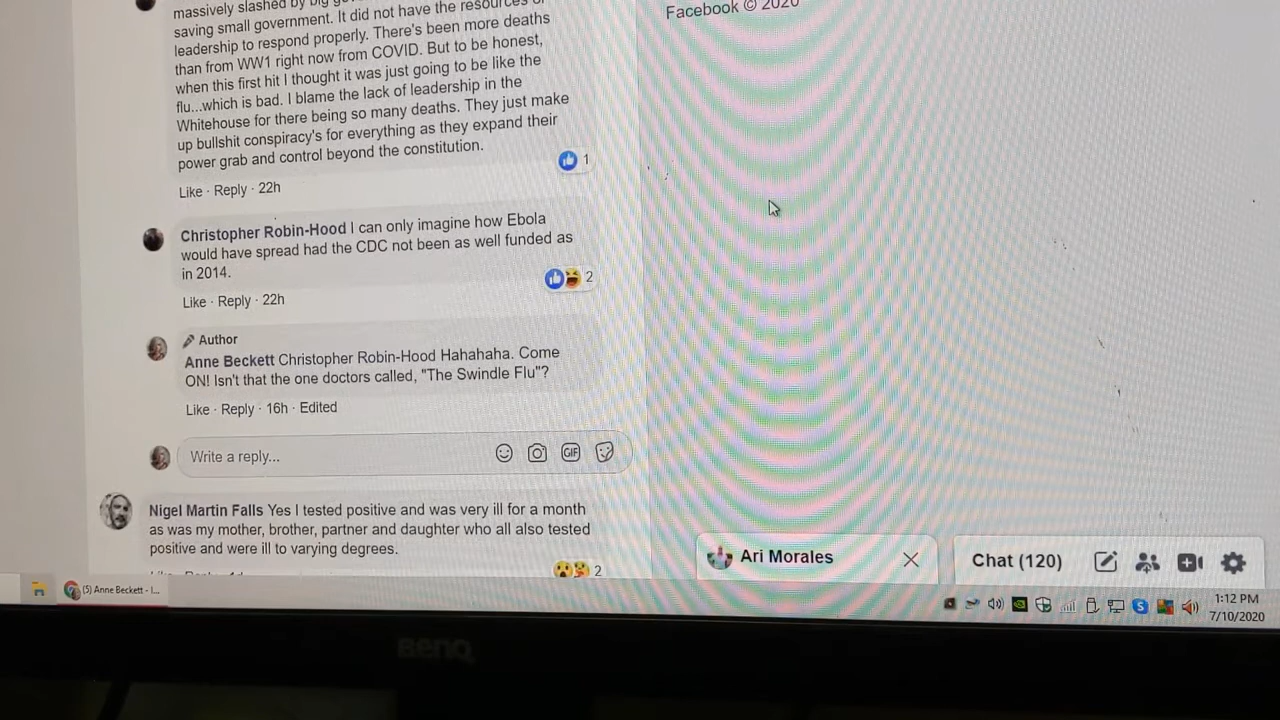 massively slashed by big
saving small government. It did not have the resources or
leadership to respond properly. There's been more deaths
than from WW1 right now from COVID. But to be honest,
when this first hit I thought it was just going to be like the
flu...which is bad. I blame the lack of leadership in the
Whitehouse for there being so many deaths. They just make
up bullshit conspiracy's for everything as they expand their
power grab and control beyond the constitution.
1
Like · Reply · 22h
Christopher Robin-Hood I can only imagine how Ebola
would have spread had the CDC not been as well funded as
in 2014.
2
Like · Reply · 22h
Author
Anne Beckett Christopher Robin-Hood Hahahaha. Come
ON! Isn't that the one doctors called, "The Swindle Flu"?
Like · Reply · 16h · Edited
Write a reply...
GIF
Nigel Martin Falls Yes I tested positive and was very ill for a month
as was my mother, brother, partner and daughter who all also tested
positive and were ill to varying degrees.
2
Facebook © 2020
Ari Morales
Chat (120)
(5) Anne Beckett - I...
1:12 PM
7/10/2020
BenQ